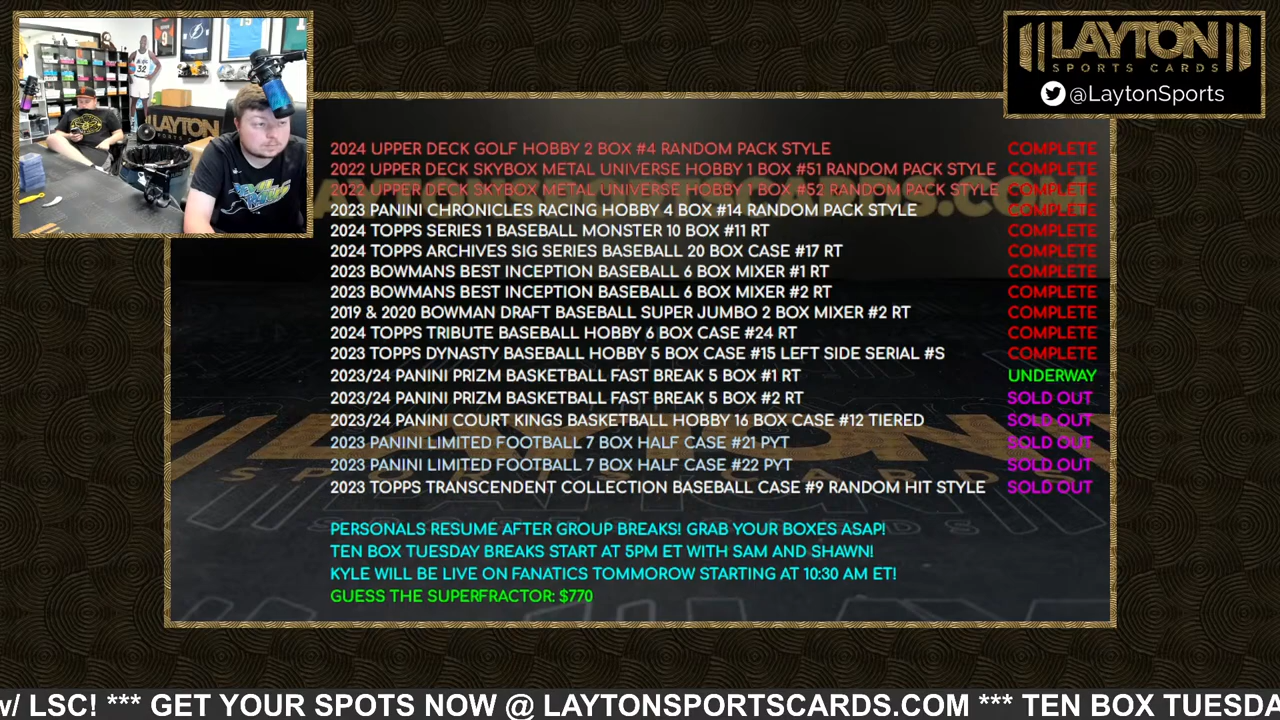 LAYTON
SPORTS CARDS
@LaytonSports
32
LAYTON
2024 UPPER DECK GOLF HOBBY 2 BOX #4 RANDOM PACK STYLE COMPLETE
2022 UPPER DECK SKYBOX METAL UNIVERSE HOBBY 1 BOX #51 RANDOM PACK STYLE COMPLETE
2022 UPPER DECK SKYBOX METAL UNIVERSE HOBBY 1 BOX #52 RANDOM PACK STYLE COMPLETE
2023 PANINI CHRONICLES RACING HOBBY 4 BOX #14 RANDOM PACK STYLE COMPLETE
2024 TOPPS SERIES 1 BASEBALL MONSTER 10 BOX #11 RT COMPLETE
2024 TOPPS ARCHIVES SIG SERIES BASEBALL 20 BOX CASE #17 RT COMPLETE
2023 BOWMANS BEST INCEPTION BASEBALL 6 BOX MIXER #1 RT COMPLETE
2023 BOWMANS BEST INCEPTION BASEBALL 6 BOX MIXER #2 RT COMPLETE
2019 & 2020 BOWMAN DRAFT BASEBALL SUPER JUMBO 2 BOX MIXER #2 RT COMPLETE
2024 TOPPS TRIBUTE BASEBALL HOBBY 6 BOX CASE #24 RT COMPLETE
2023 TOPPS DYNASTY BASEBALL HOBBY 5 BOX CASE #15 LEFT SIDE SERIAL #S COMPLETE
2023/24 PANINI PRIZM BASKETBALL FAST BREAK 5 BOX #1 RT UNDERWAY
2023/24 PANINI PRIZM BASKETBALL FAST BREAK 5 BOX #2 RT SOLD OUT
2023/24 PANINI COURT KINGS BASKETBALL HOBBY 16 BOX CASE #12 TIERED SOLD OUT
2023 PANINI LIMITED FOOTBALL 7 BOX HALF CASE #21 PYT SOLD OUT
2023 PANINI LIMITED FOOTBALL 7 BOX HALF CASE #22 PYT SOLD OUT
2023 TOPPS TRANSCENDENT COLLECTION BASEBALL CASE #9 RANDOM HIT STYLE SOLD OUT
PERSONALS RESUME AFTER GROUP BREAKS! GRAB YOUR BOXES ASAP!
TEN BOX TUESDAY BREAKS START AT 5PM ET WITH SAM AND SHAWN!
KYLE WILL BE LIVE ON FANATICS TOMMOROW STARTING AT 10:30 AM ET!
GUESS THE SUPERFRACTOR: $770
w/ LSC! *** GET YOUR SPOTS NOW @ LAYTONSPORTSCARDS.COM *** TEN BOX TUESDA